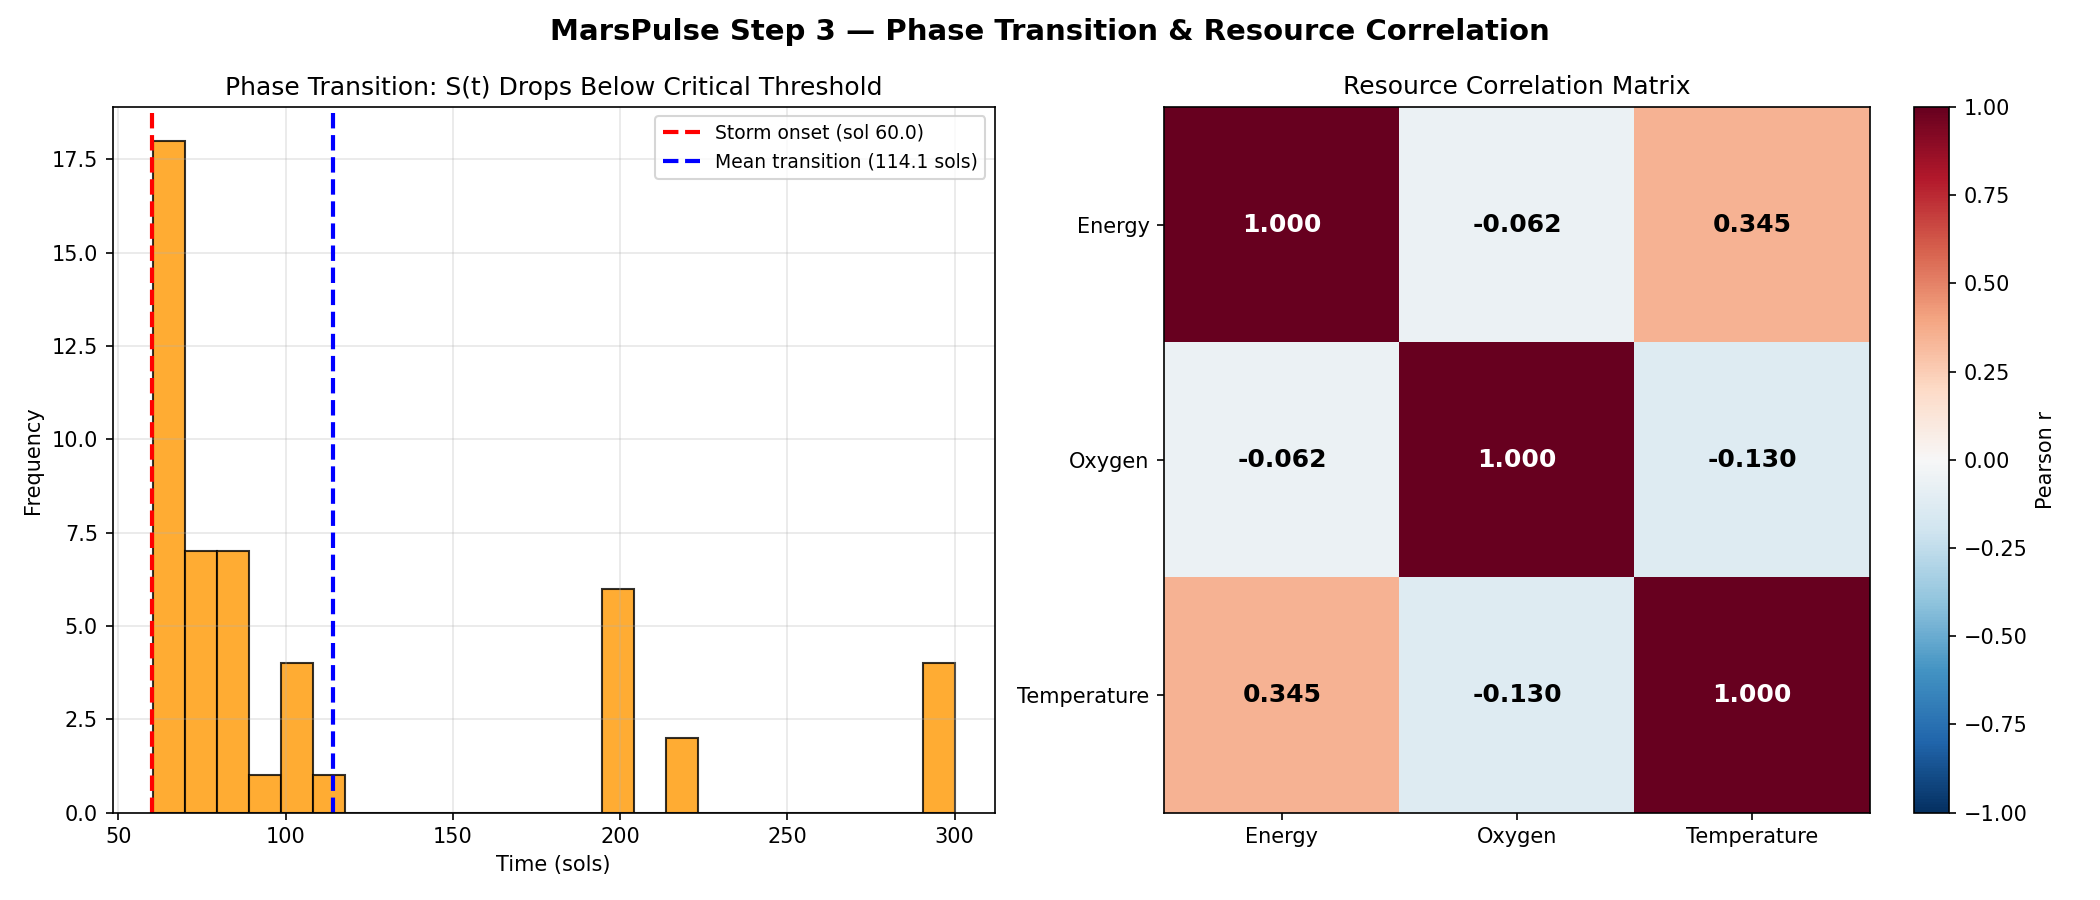 MarsPulse Step 3 — Phase Transition & Resource Correlation
Phase Transition: S(t) Drops Below Critical Threshold
Storm onset (sol 60.0)
Mean transition (114.1 sols)
Frequency
17.5
15.0
12.5
10.0
7.5
5.0
2.5
0.0
50 100 150 200 250 300
Time (sols)
Resource Correlation Matrix
Energy 1.000 -0.062 0.345
Oxygen -0.062 1.000 -0.130
Temperature 0.345 -0.130 1.000
Energy Oxygen Temperature
1.00
0.75
0.50
0.25
0.00
−0.25
−0.50
−0.75
−1.00
Pearson r